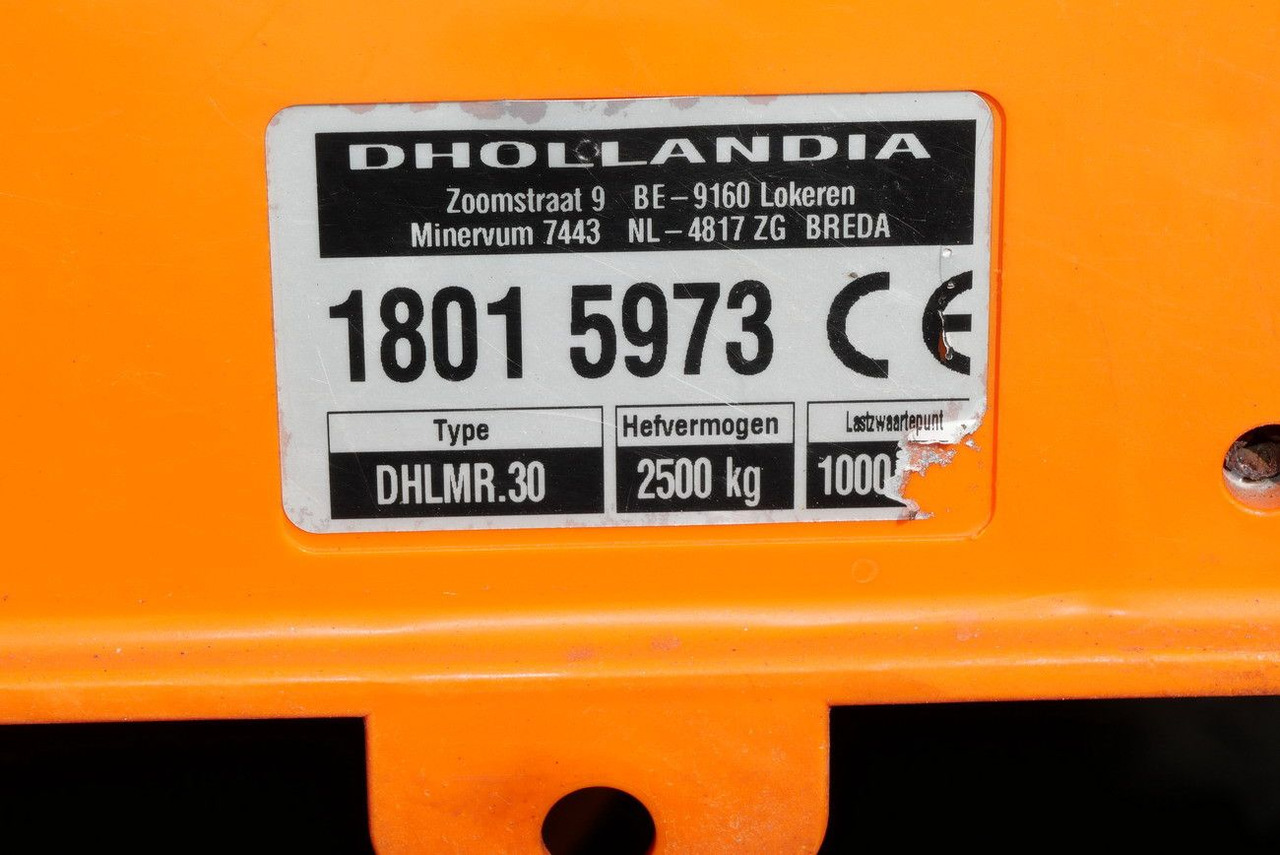 DHOLLANDIA
Zoomstraat 9 BE-9160 Lokeren
Minervum 7443 NL-4817 ZG BREDA
1801 5973 CE
Type Hefvermogen Lastzwaartepunt
DHLMR.30 2500 kg 1000